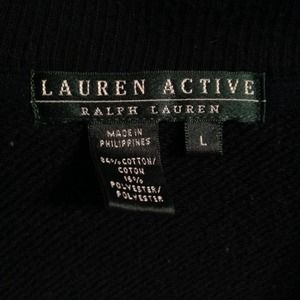 LAUREN ACTIVE
RALPH LAUREN
MADE IN
PHILIPPINES
L
84% COTTON/
COTON
16%
POLYESTER/
POLYESTER